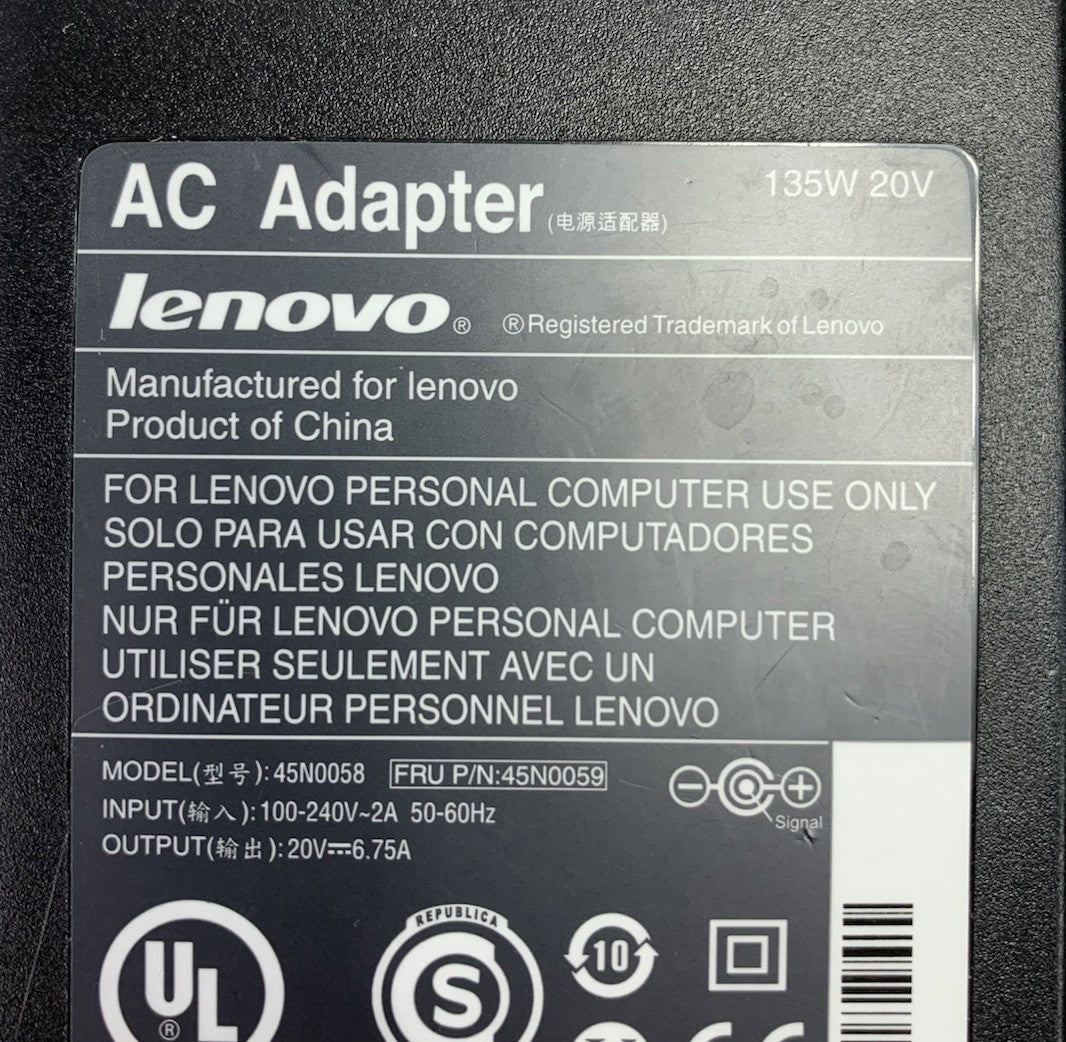 AC Adapter (电源适配器) 135W 20V
lenovo® ® Registered Trademark of Lenovo
Manufactured for lenovo
Product of China
FOR LENOVO PERSONAL COMPUTER USE ONLY
SOLO PARA USAR CON COMPUTADORES
PERSONALES LENOVO
NUR FÜR LENOVO PERSONAL COMPUTER
UTILISER SEULEMENT AVEC UN
ORDINATEUR PERSONNEL LENOVO
MODEL(型号):45N0058 FRU P/N:45N0059
INPUT(输入):100-240V~2A 50-60Hz
Signal
OUTPUT(输出):20V⎓6.75A
REPUBLICA
UL® S 10